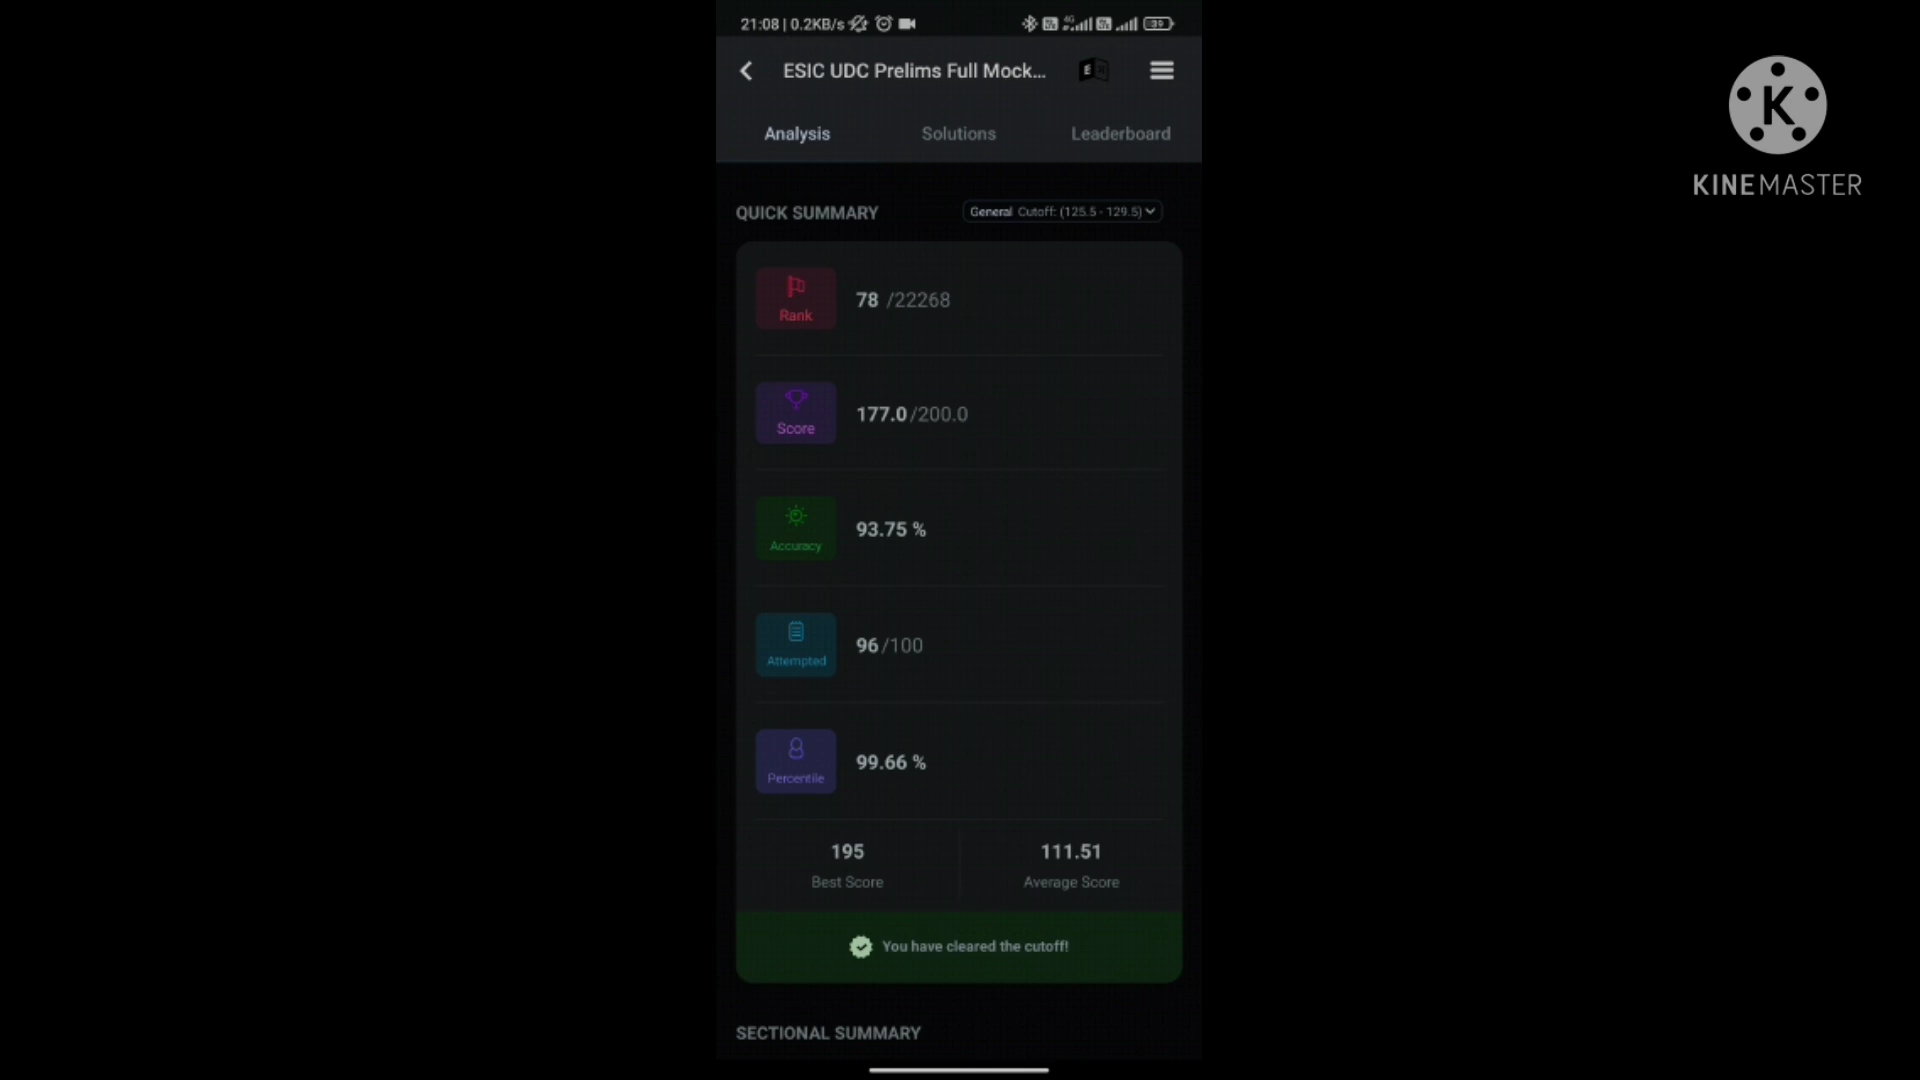 21:08 | 0.2KB/s
4G
39
ESIC UDC Prelims Full Mock...
Analysis
Solutions
Leaderboard
QUICK SUMMARY
General Cutoff: (125.5 - 129.5)
Rank
78 /22268
Score
177.0/200.0
Accuracy
93.75 %
Attempted
96/100
Percentile
99.66 %
195
Best Score
111.51
Average Score
You have cleared the cutoff!
SECTIONAL SUMMARY
K
KINEMASTER